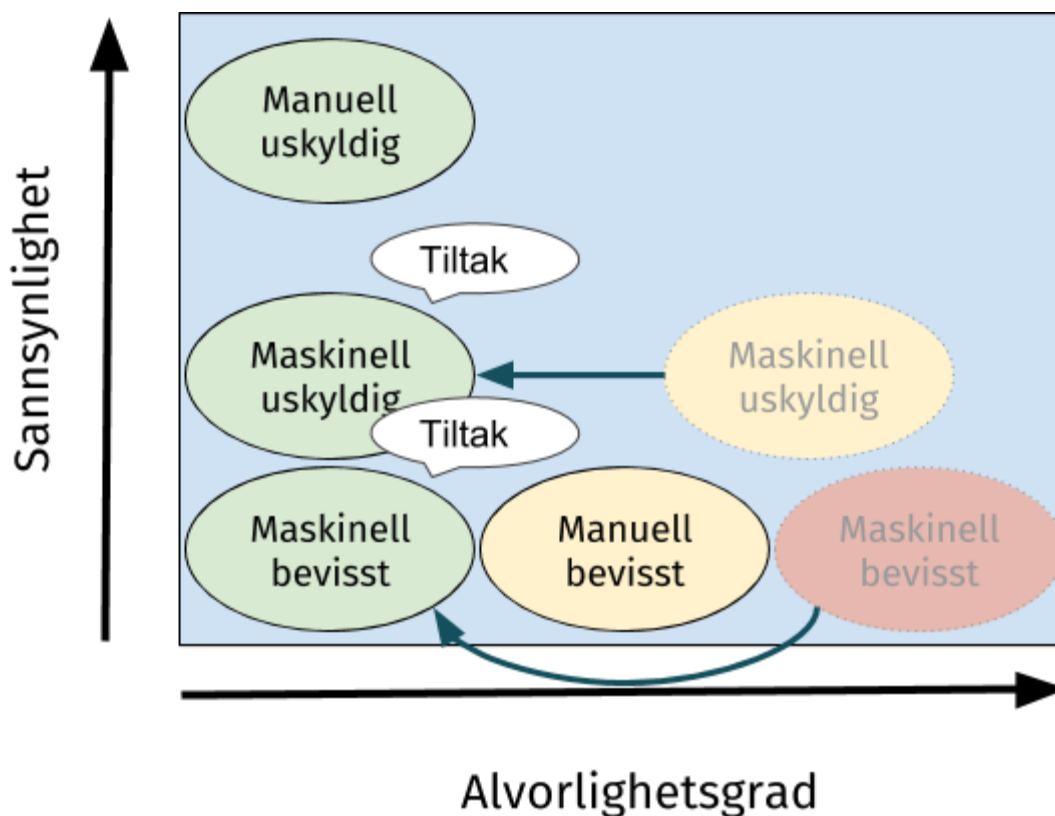 Sannsynlighet
Manuell
uskyldig
Tiltak
Maskinell
uskyldig
Maskinell
uskyldig
Tiltak
Maskinell
bevisst
Manuell
bevisst
Maskinell
bevisst
Alvorlighetsgrad